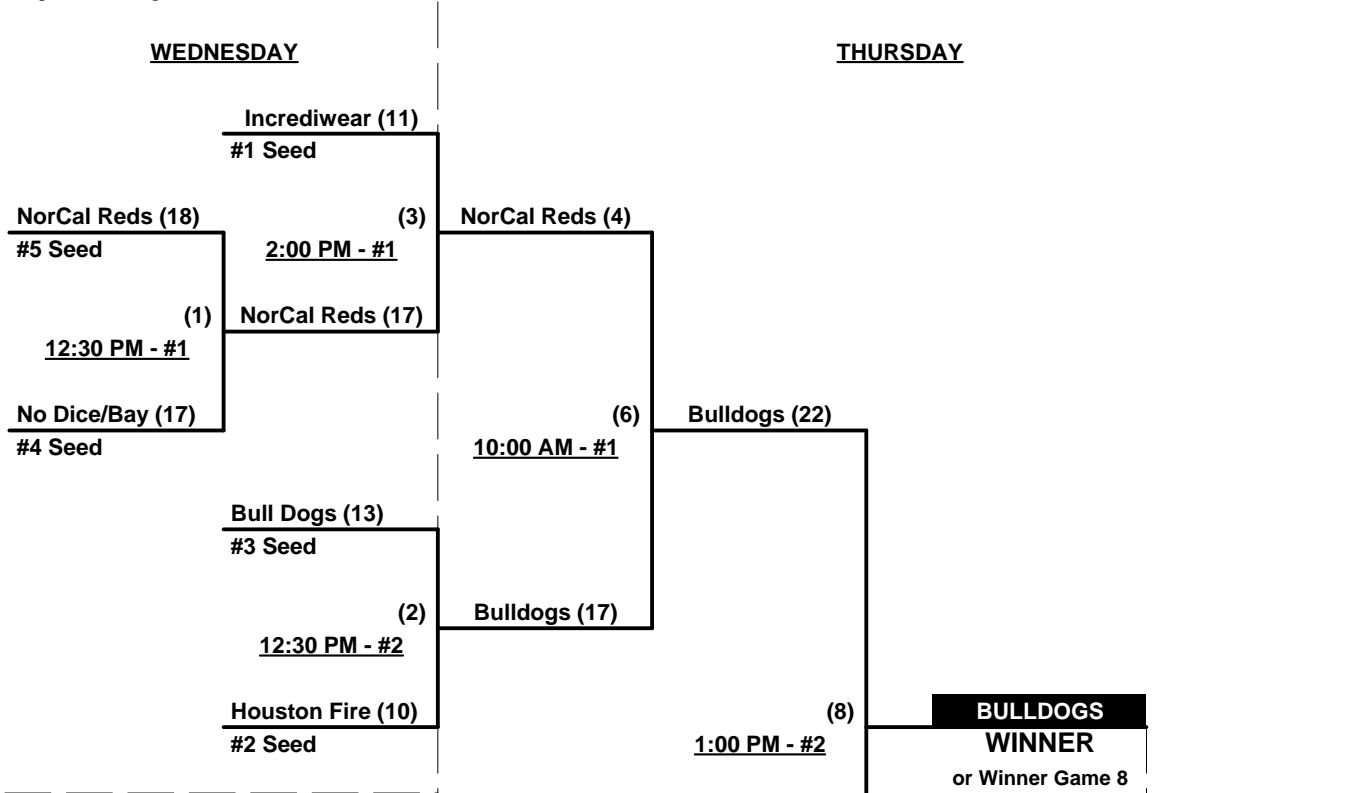 WEDNESDAY
THURSDAY
Incrediwear (11)
#1 Seed
NorCal Reds (18)
(3)
NorCal Reds (4)
#5 Seed
2:00 PM - #1
(1)
NorCal Reds (17)
12:30 PM - #1
No Dice/Bay (17)
(6)
Bulldogs (22)
#4 Seed
10:00 AM - #1
Bull Dogs (13)
#3 Seed
(2)
Bulldogs (17)
12:30 PM - #2
Houston Fire (10)
(8)
BULLDOGS
#2 Seed
1:00 PM - #2
WINNER
or Winner Game 8